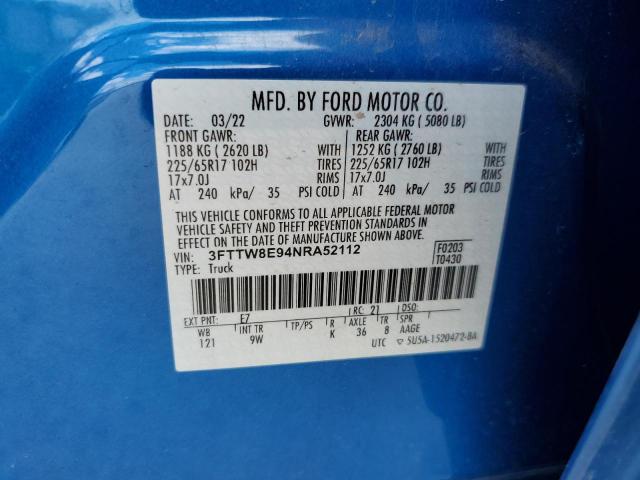 MFD. BY FORD MOTOR CO.
DATE: 03/22 GVWR: 2304 KG ( 5080 LB)
FRONT GAWR: REAR GAWR:
1188 KG ( 2620 LB) WITH 1252 KG ( 2760 LB) WITH
225/65R17 102H TIRES 225/65R17 102H TIRES
17x7.0J RIMS 17x7.0J RIMS
AT 240 kPa/ 35 PSI COLD AT 240 kPa/ 35 PSI COLD
THIS VEHICLE CONFORMS TO ALL APPLICABLE FEDERAL MOTOR
VEHICLE SAFETY AND THEFT PREVENTION STANDARDS IN EFFECT
ON THE DATE OF MANUFACTURE SHOWN ABOVE.
VIN: 3FTTW8E94NRA52112 F0203
TYPE: Truck T0430
EXT PNT: E7 RC: 21 DSO:
WB INT TR TP/PS R AXLE TR SPR
121 9W K 36 8 AAGE
UTC ▽ 5U5A-1520472-BA